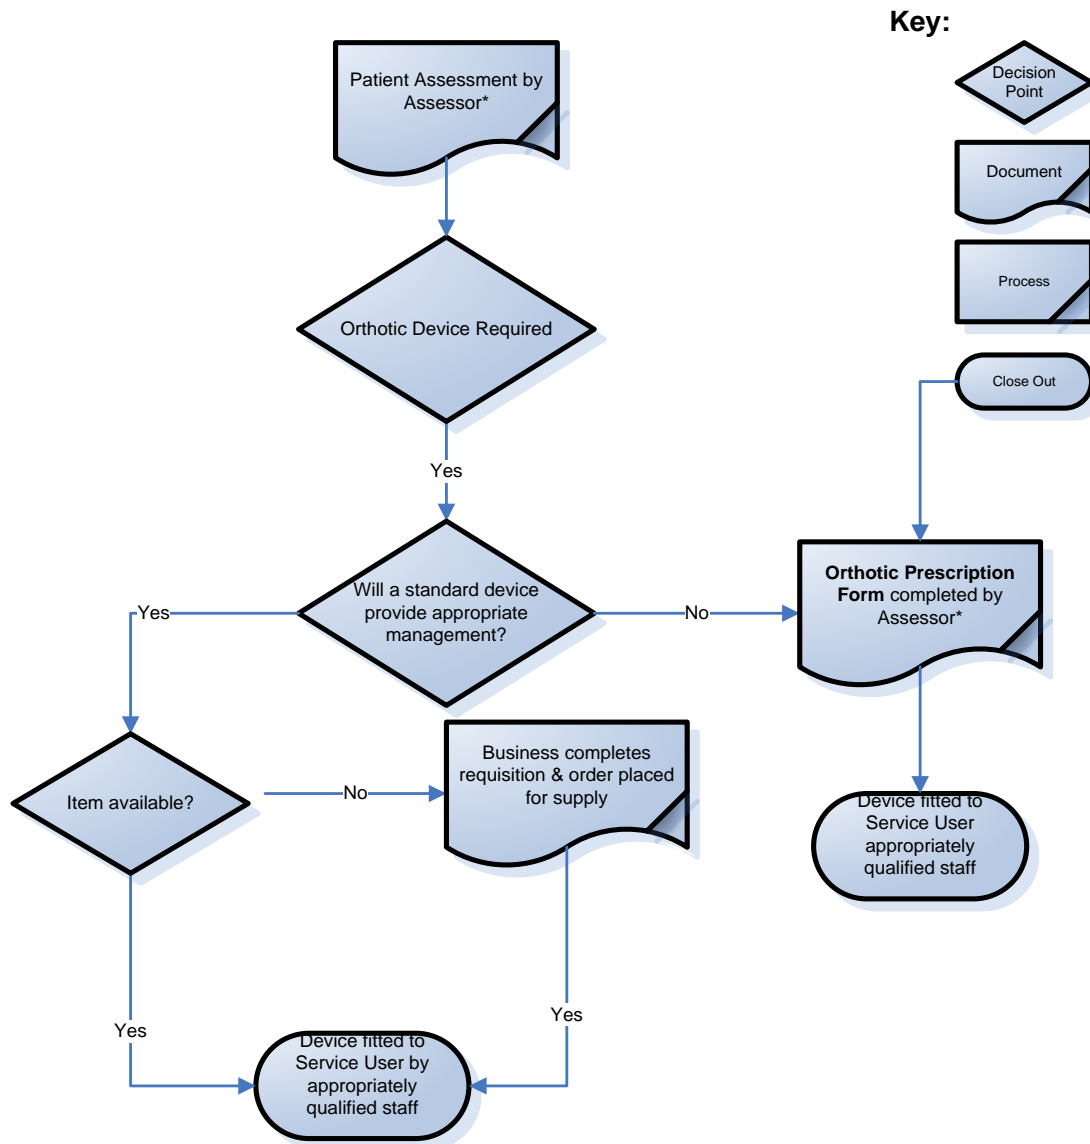 Key:
Decision
Point
Document
Process
Close Out
Patient Assessment by
Assessor*
Orthotic Device Required
Yes
Will a standard device
provide appropriate
management?
Yes
No
Orthotic Prescription
Form completed by
Assessor*
Item available?
No
Business completes
requisition & order placed
for supply
Device fitted to
Service User
appropriately
qualified staff
Yes
Yes
Device fitted to
Service User by
appropriately
qualified staff